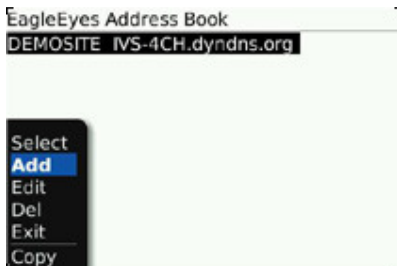 EagleEyes Address Book
DEMOSITE IVS-4CH.dyndns.org
Select
Add
Edit
Del
Exit
Copy